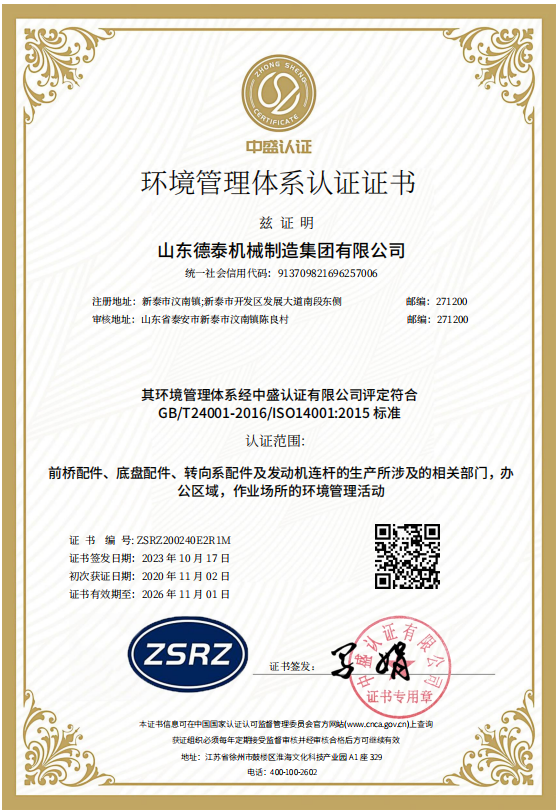 ZHONG SHENG
CERTIFICATE
中盛认证
环境管理体系认证证书
兹 证 明
山东德泰机械制造集团有限公司
统一社会信用代码：913709821696257006
注册地址：新泰市汶南镇;新泰市开发区发展大道南段东侧 邮编：271200
审核地址：山东省泰安市新泰市汶南镇陈良村 邮编：271200
其环境管理体系经中盛认证有限公司评定符合
GB/T24001-2016/ISO14001:2015 标准
认证范围:
前桥配件、底盘配件、转向系配件及发动机连杆的生产所涉及的相关部门，办
公区域，作业场所的环境管理活动
证 书 编 号: ZSRZ200240E2R1M
证书签发日期：2023 年 10 月 17 日
初次获证日期：2020 年 11 月 02 日
证书有效期至：2026 年 11 月 01 日
ZSRZ
证书签发：
中盛认证有限公司
证书专用章
本证书信息可在中国国家认证认可监督管理委员会官方网站(www.cnca.gov.cn)上查询
获证组织必须每年定期接受监督审核并经审核合格后方可继续有效
地址：江苏省徐州市鼓楼区淮海文化科技产业园 A1 座 329
电话：400-100-2602